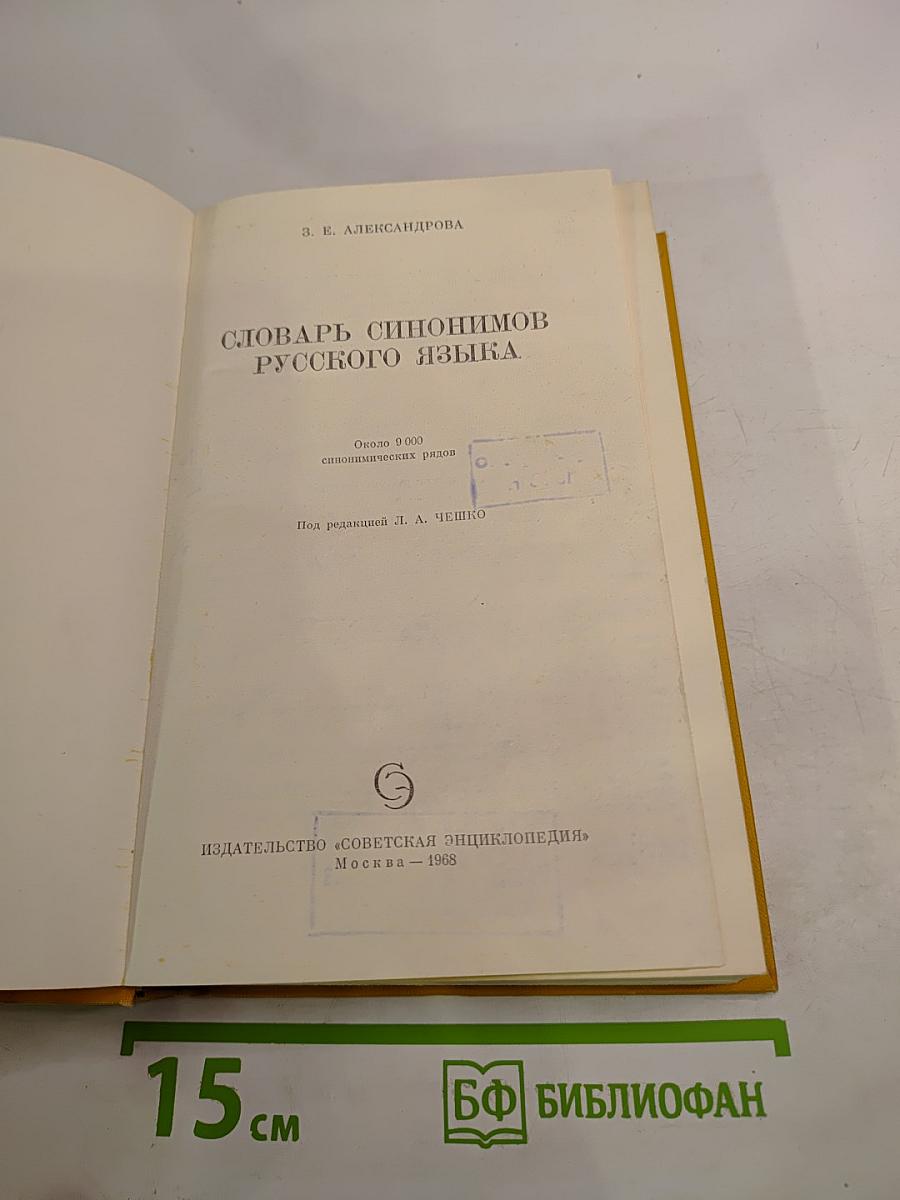 З. Е. АЛЕКСАНДРОВА
СЛОВАРЬ СИНОНИМОВ
РУССКОГО ЯЗЫКА
Около 9 000
синонимических рядов
Под редакцией Л. А. ЧЕШКО
СЭ
ИЗДАТЕЛЬСТВО «СОВЕТСКАЯ ЭНЦИКЛОПЕДИЯ»
Москва — 1968
15 см
БФ БИБЛИОФАН